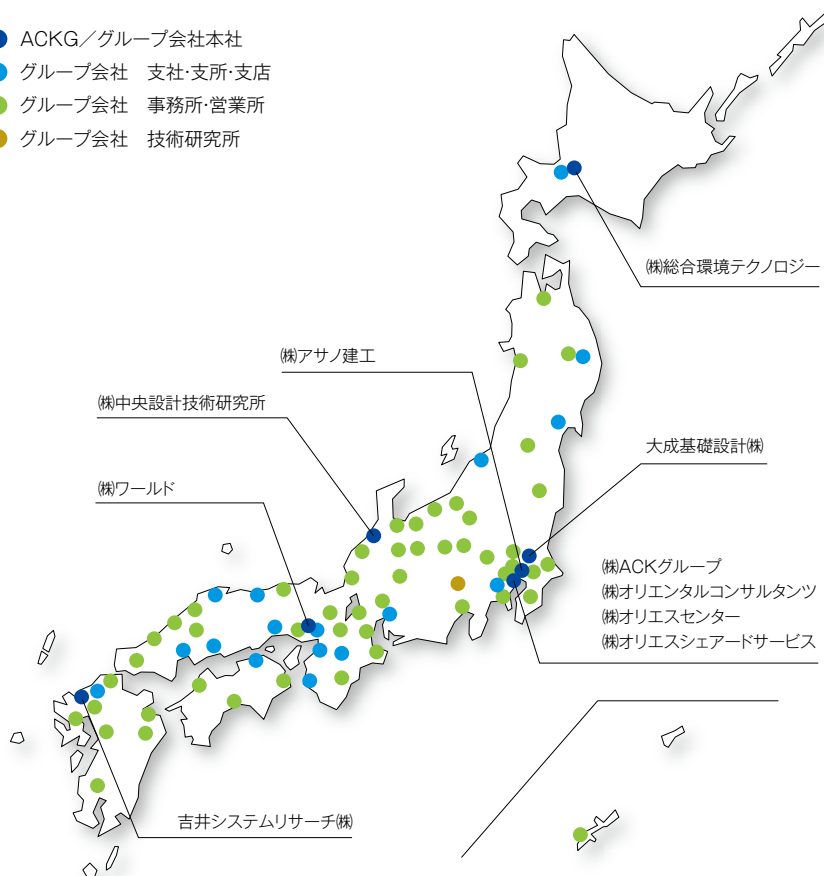 ACKG／グループ会社本社
グループ会社　支社･支所･支店
グループ会社　事務所･営業所
グループ会社　技術研究所
㈱総合環境テクノロジー
㈱アサノ建工
㈱中央設計技術研究所
大成基礎設計㈱
㈱ワールド
㈱ACKグループ
㈱オリエンタルコンサルタンツ
㈱オリエスセンター
㈱オリエスシェアードサービス
吉井システムリサーチ㈱